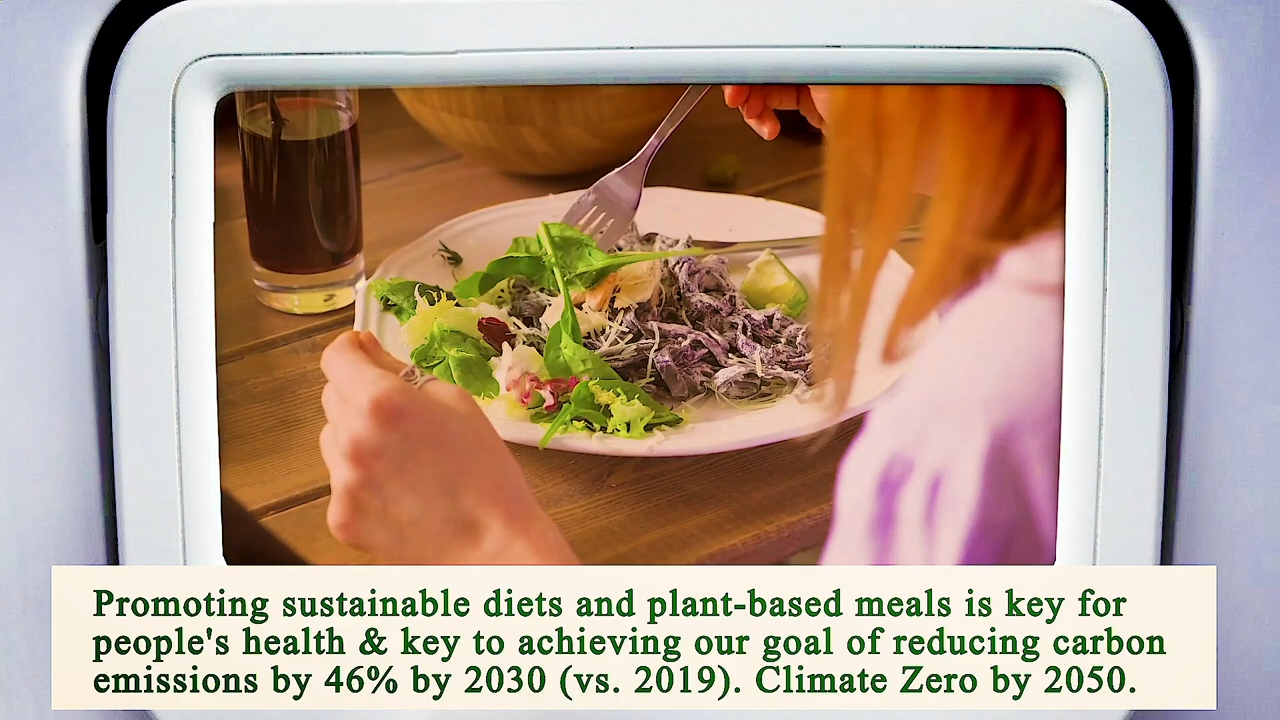 Promoting sustainable diets and plant-based meals is key for
people's health & key to achieving our goal of reducing carbon
emissions by 46% by 2030 (vs. 2019). Climate Zero by 2050.